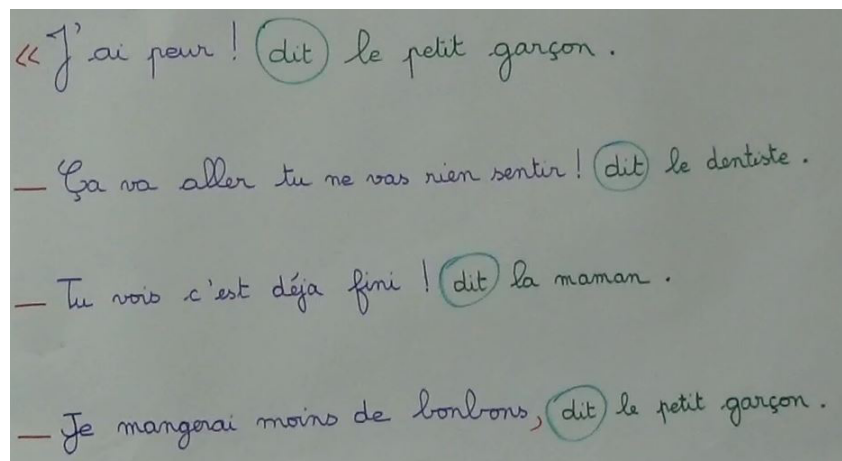 « J'ai peur ! dit le petit garçon.
— Ça va aller tu ne vas rien sentir ! dit le dentiste.
— Tu vois c'est déja fini ! dit la maman.
— Je mangerai moins de bonbons, dit le petit garçon.